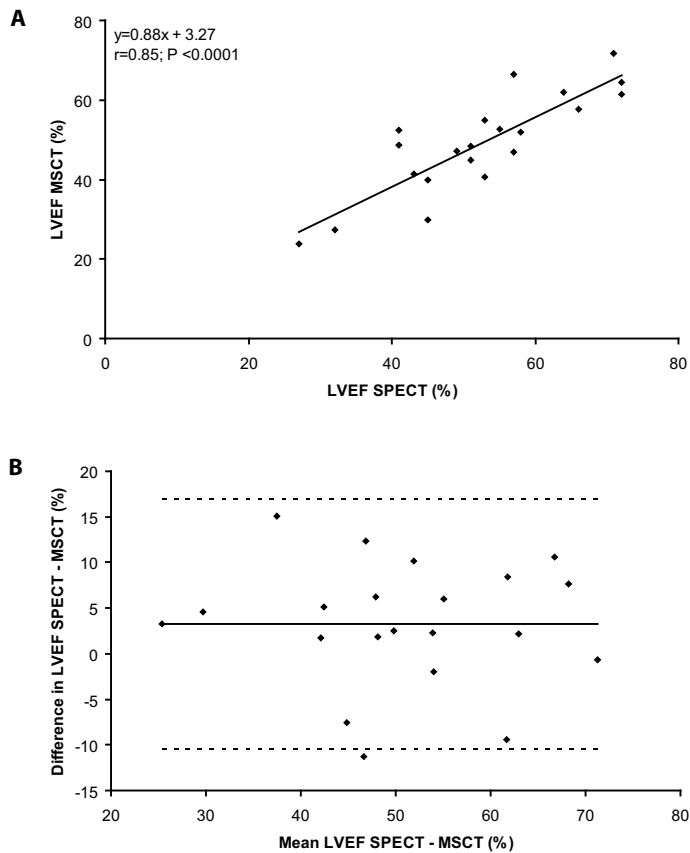 A
y=0.88x + 3.27
r=0.85; P <0.0001
80
60
40
20
0
LVEF MSCT (%)
0 20 40 60 80
LVEF SPECT (%)
B
20
15
10
5
0
-5
-10
-15
Difference in LVEF SPECT - MSCT (%)
20 30 40 50 60 70 80
Mean LVEF SPECT - MSCT (%)